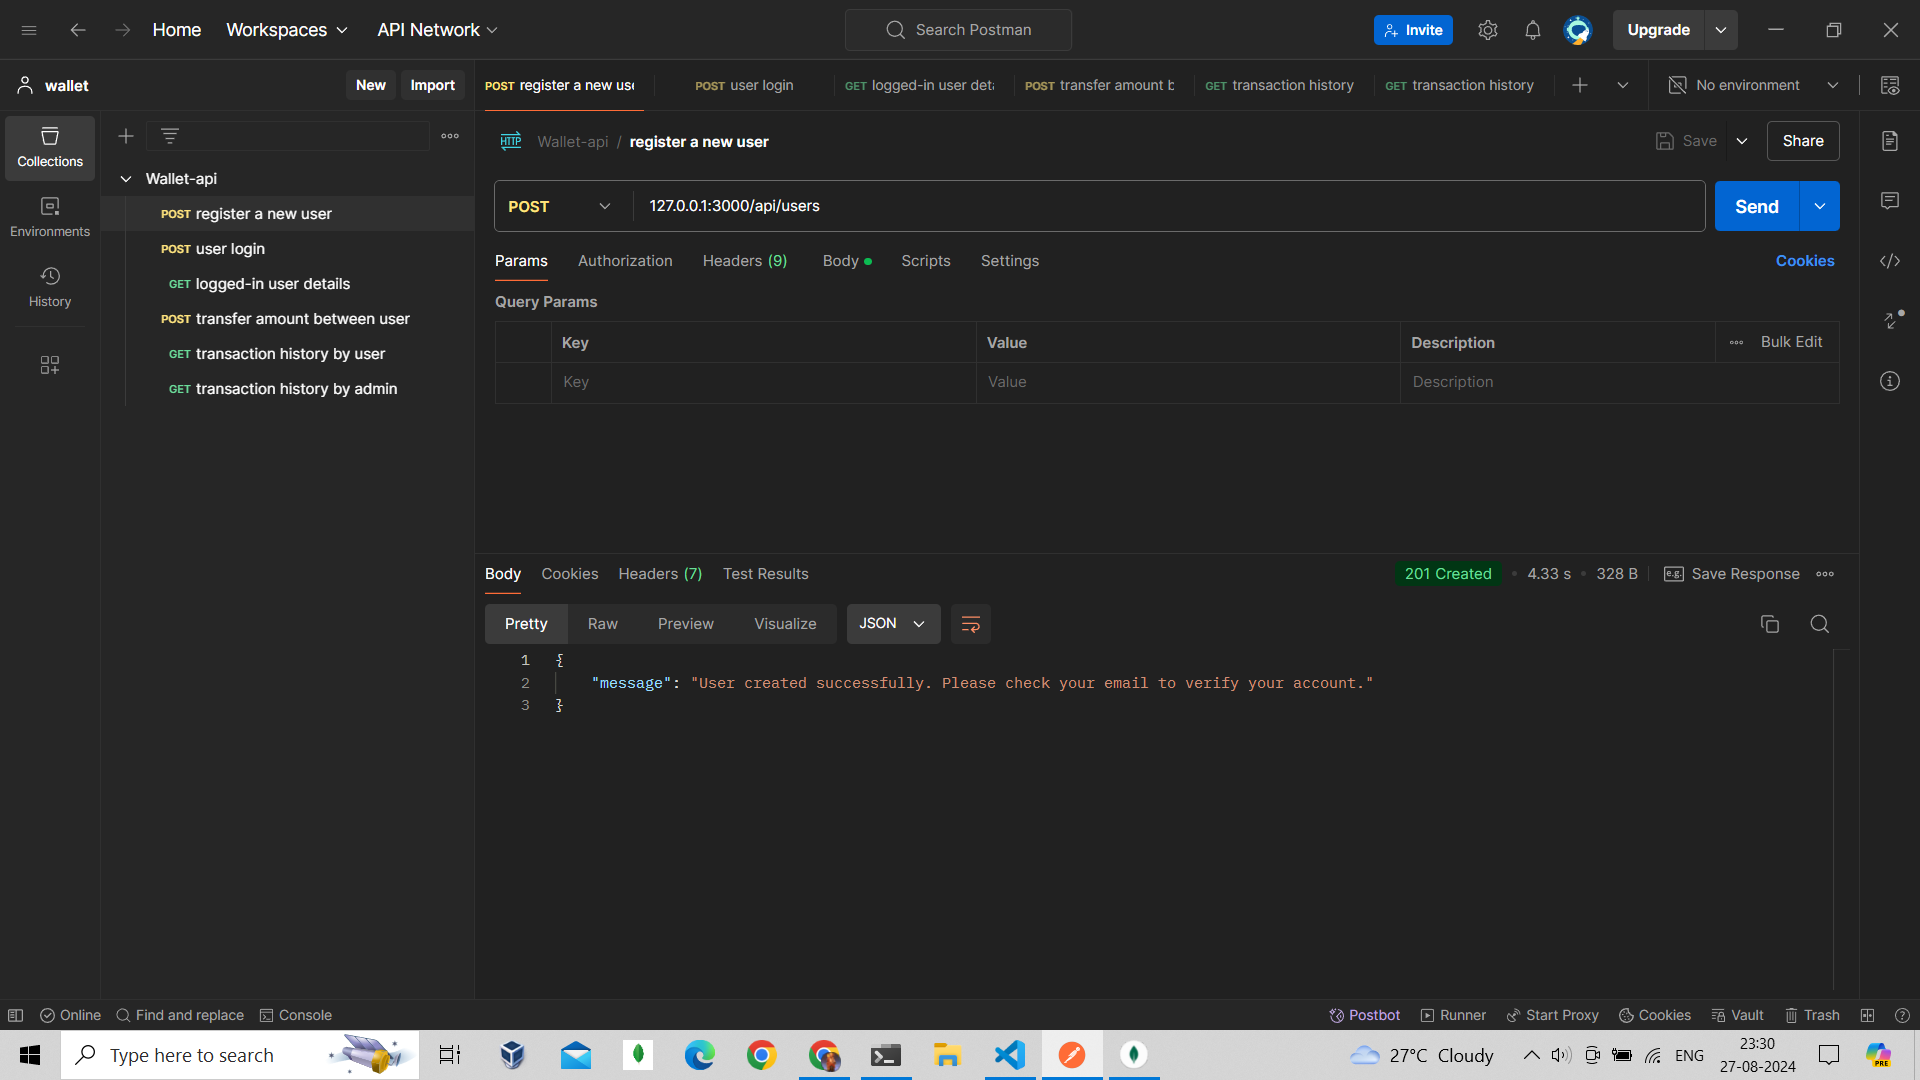 Home Workspaces API Network Search Postman Invite Upgrade
wallet New Import POST register a new use POST user login GET logged-in user deta POST transfer amount b GET transaction history GET transaction history No environment
Collections
Environments
History
Wallet-api
POST register a new user
POST user login
GET logged-in user details
POST transfer amount between user
GET transaction history by user
GET transaction history by admin
HTTP Wallet-api / register a new user Save Share
POST 127.0.0.1:3000/api/users Send
Params Authorization Headers (9) Body Scripts Settings Cookies
Query Params
Key Value Description Bulk Edit
Key Value Description
Body Cookies Headers (7) Test Results 201 Created 4.33 s 328 B e.g. Save Response
Pretty Raw Preview Visualize JSON
1 {
2 "message": "User created successfully. Please check your email to verify your account."
3 }
Online Find and replace Console Postbot Runner Start Proxy Cookies Vault Trash
Type here to search 27°C Cloudy ENG 23:30
27-08-2024
PRE